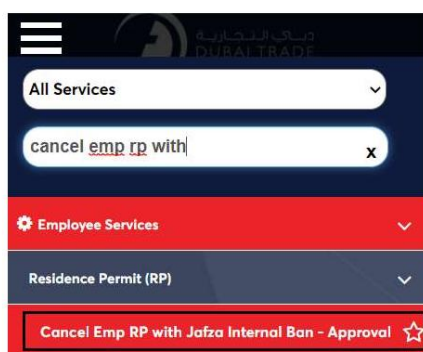 دبي التجارية
DUBAI TRADE
All Services
cancel emp rp with
x
Employee Services
Residence Permit (RP)
Cancel Emp RP with Jafza Internal Ban - Approval